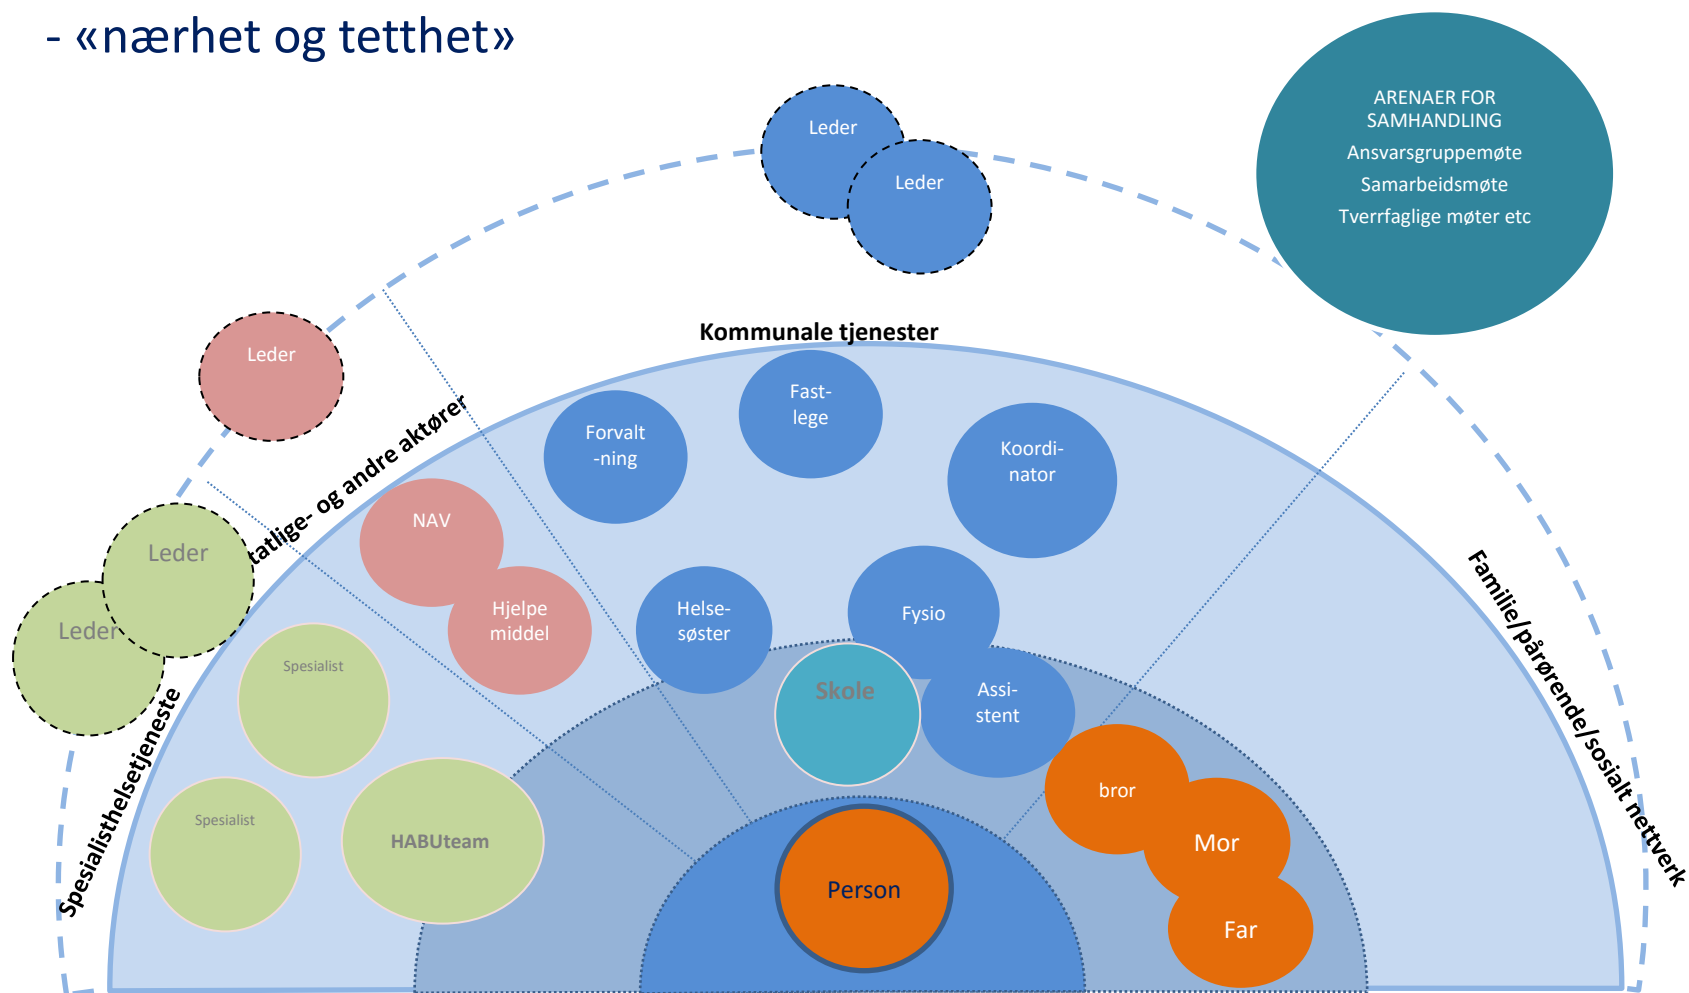 - «nærhet og tetthet»
ARENAER FOR
SAMHANDLING
Ansvarsgruppemøte
Samarbeidsmøte
Tverrfaglige møter etc
Leder
Leder
Kommunale tjenester
Leder
tatlige- og andre aktører
Fast-
lege
Forvalt
-ning
Koordi-
nator
NAV
Leder
Leder
Hjelpe
middel
Helse-
søster
Fysio
Familie/pårørende/sosialt nettverk
Spesialisthelsetjeneste
Spesialist
Skole
Assi-
stent
bror
Spesialist
HABUteam
Mor
Person
Far